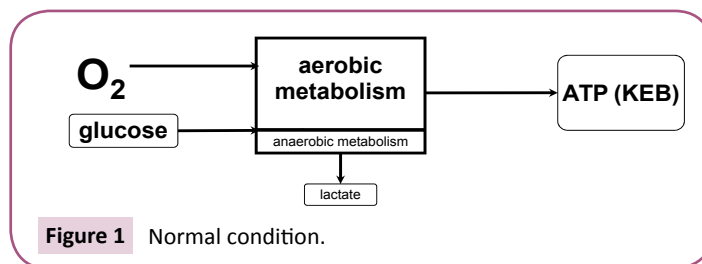 O2
aerobic
metabolism
ATP (KEB)
glucose
anaerobic metabolism
lactate
Figure 1 Normal condition.